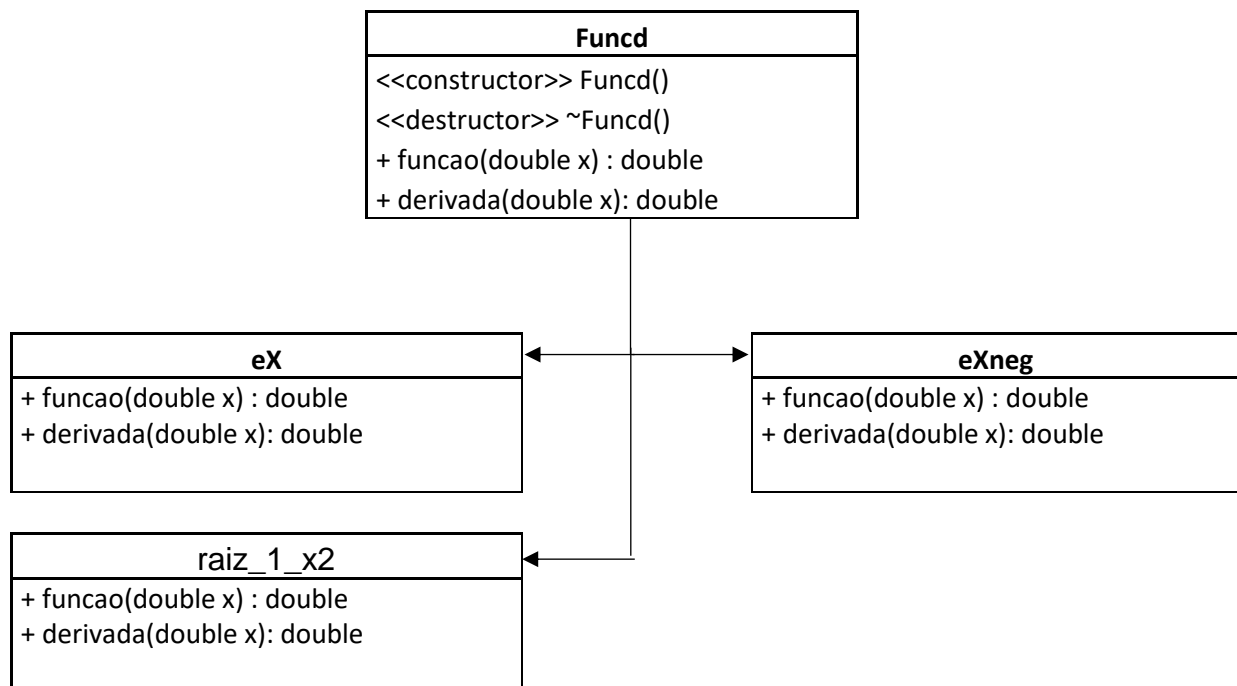 Funcd
<<constructor>> Funcd()
<<destructor>> ~Funcd()
+ funcao(double x) : double
+ derivada(double x): double
eX
+ funcao(double x) : double
+ derivada(double x): double
eXneg
+ funcao(double x) : double
+ derivada(double x): double
raiz_1_x2
+ funcao(double x) : double
+ derivada(double x): double